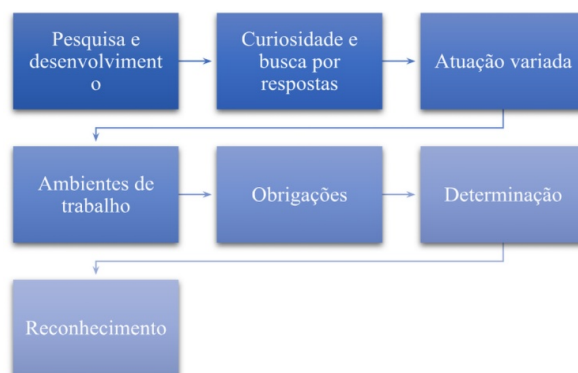 Pesquisa e
desenvolviment
o
Curiosidade e
busca por
respostas
Atuação variada
Ambientes de
trabalho
Obrigações
Determinação
Reconhecimento